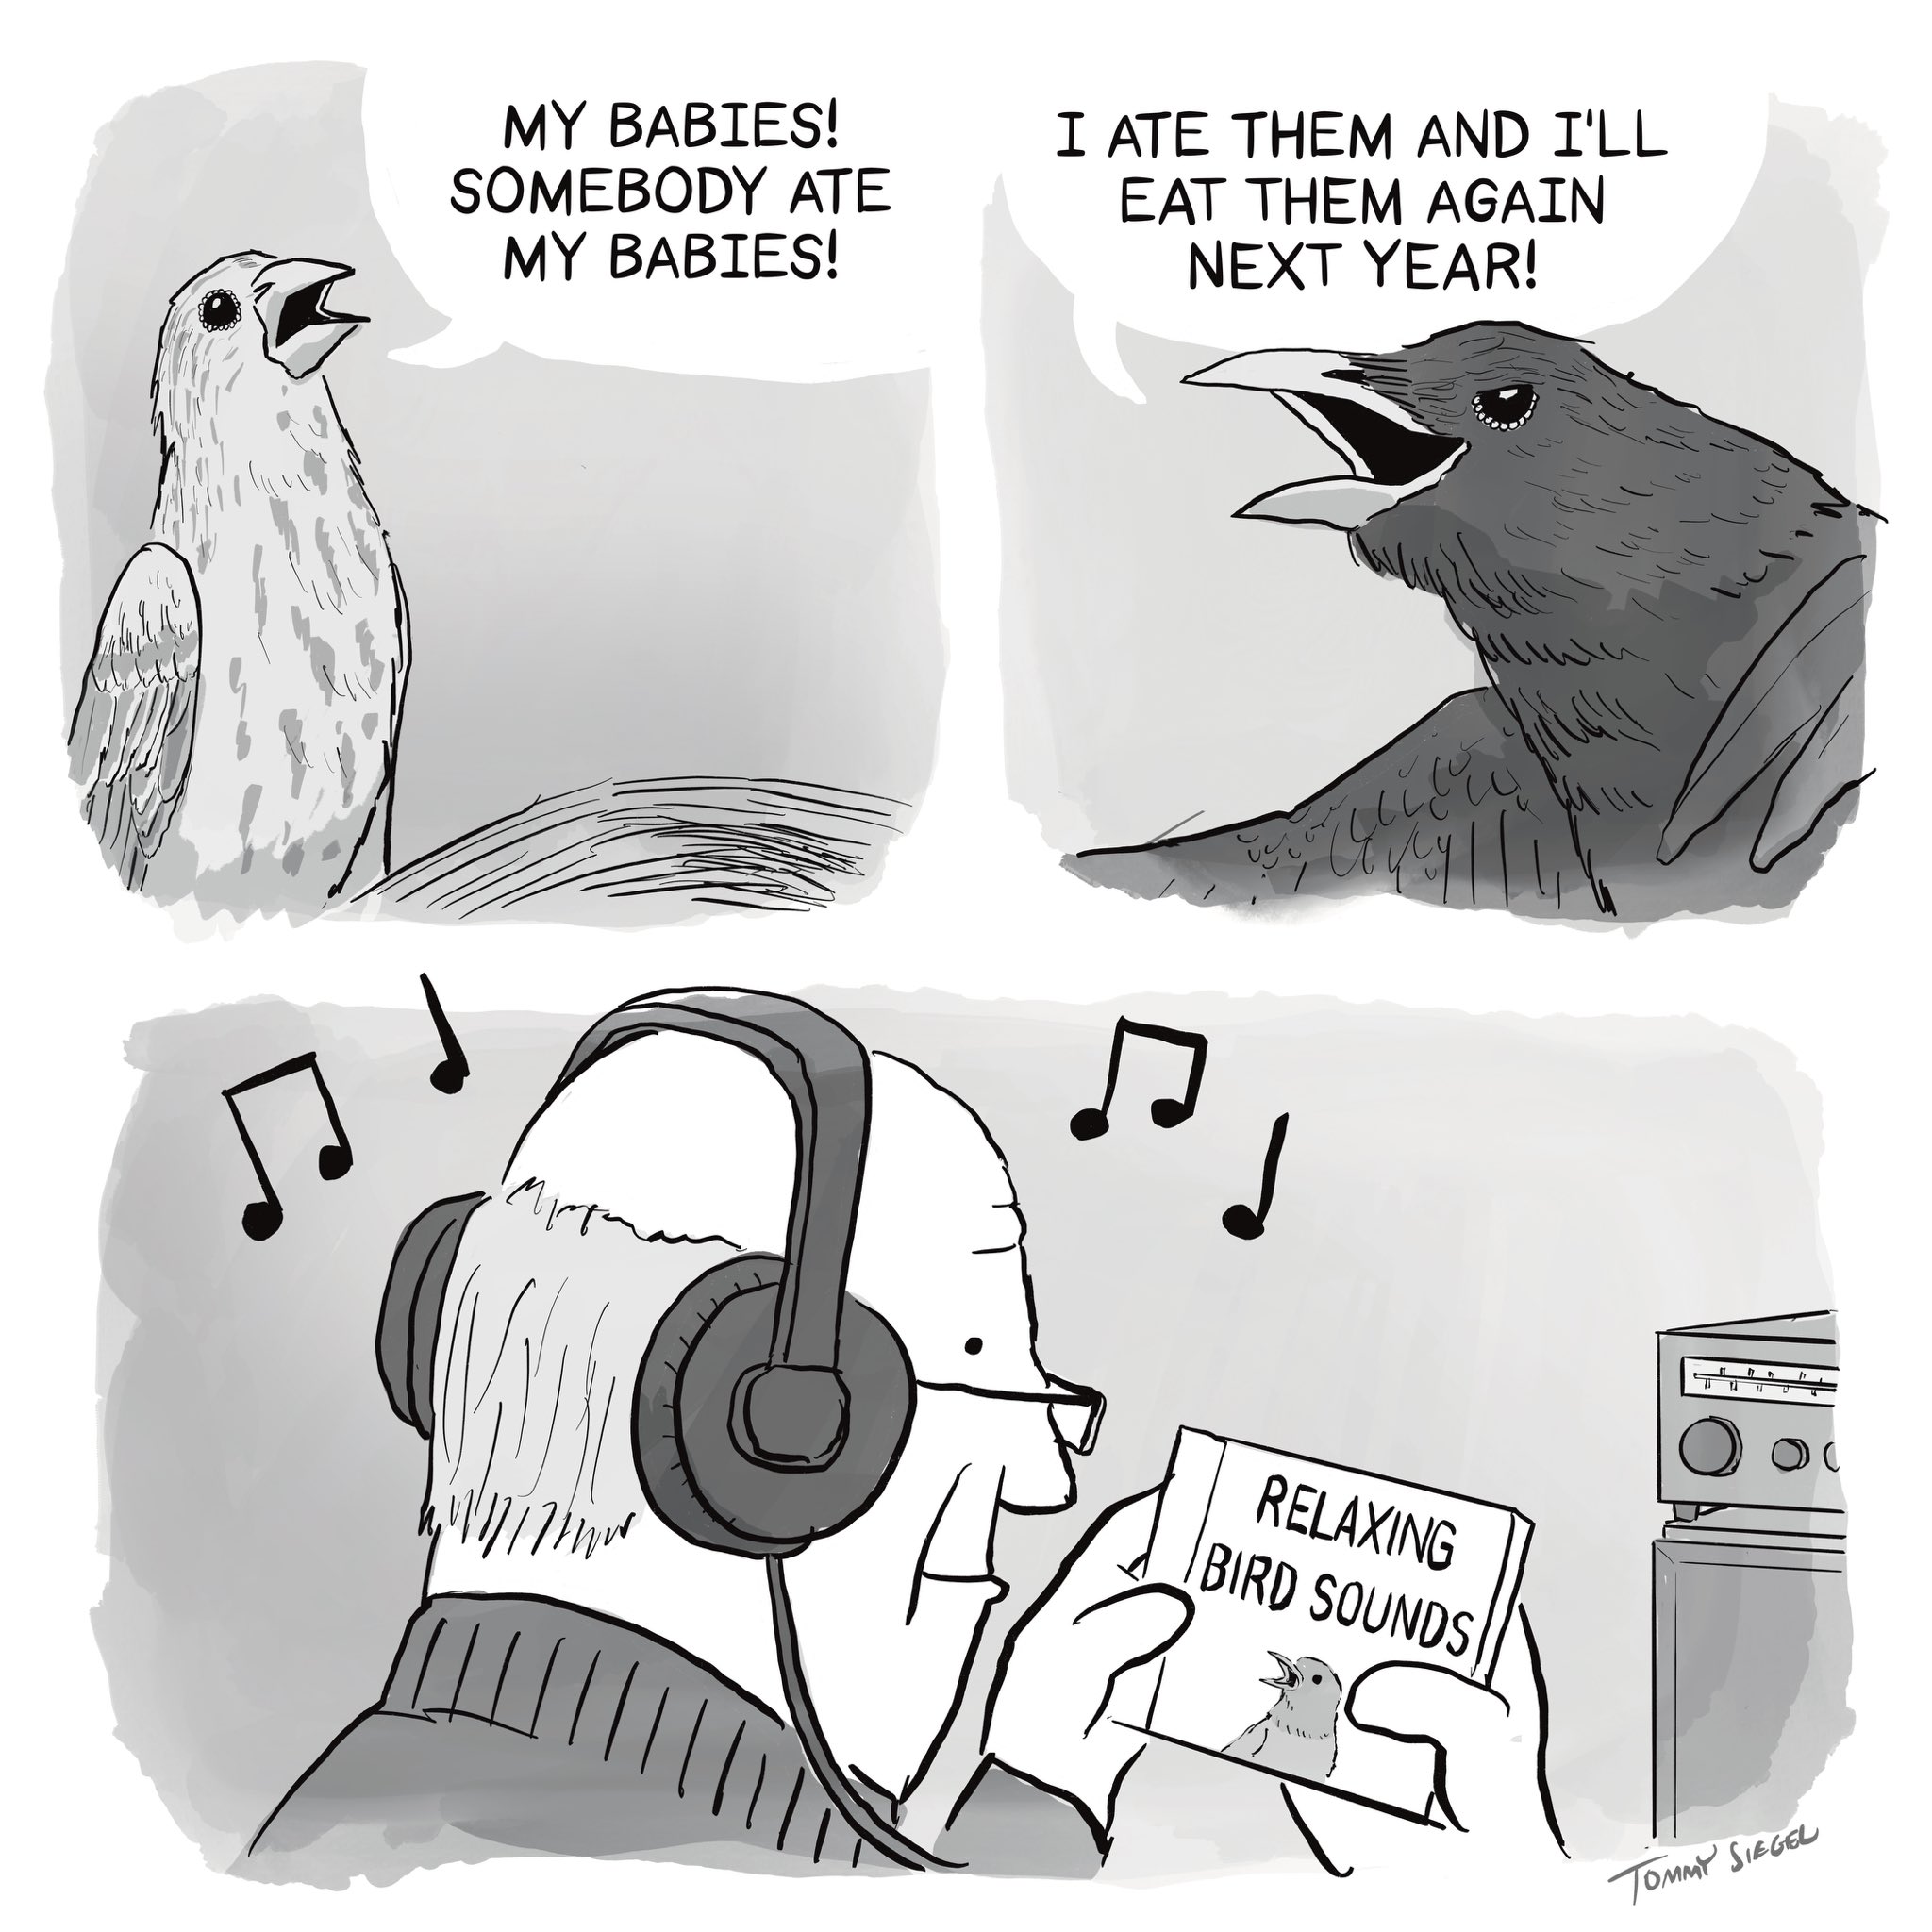 MY BABIES!
SOMEBODY ATE
MY BABIES!
I ATE THEM AND I'LL
EAT THEM AGAIN
NEXT YEAR!
RELAXING
BIRD SOUNDS
TOMMY SIEGEL